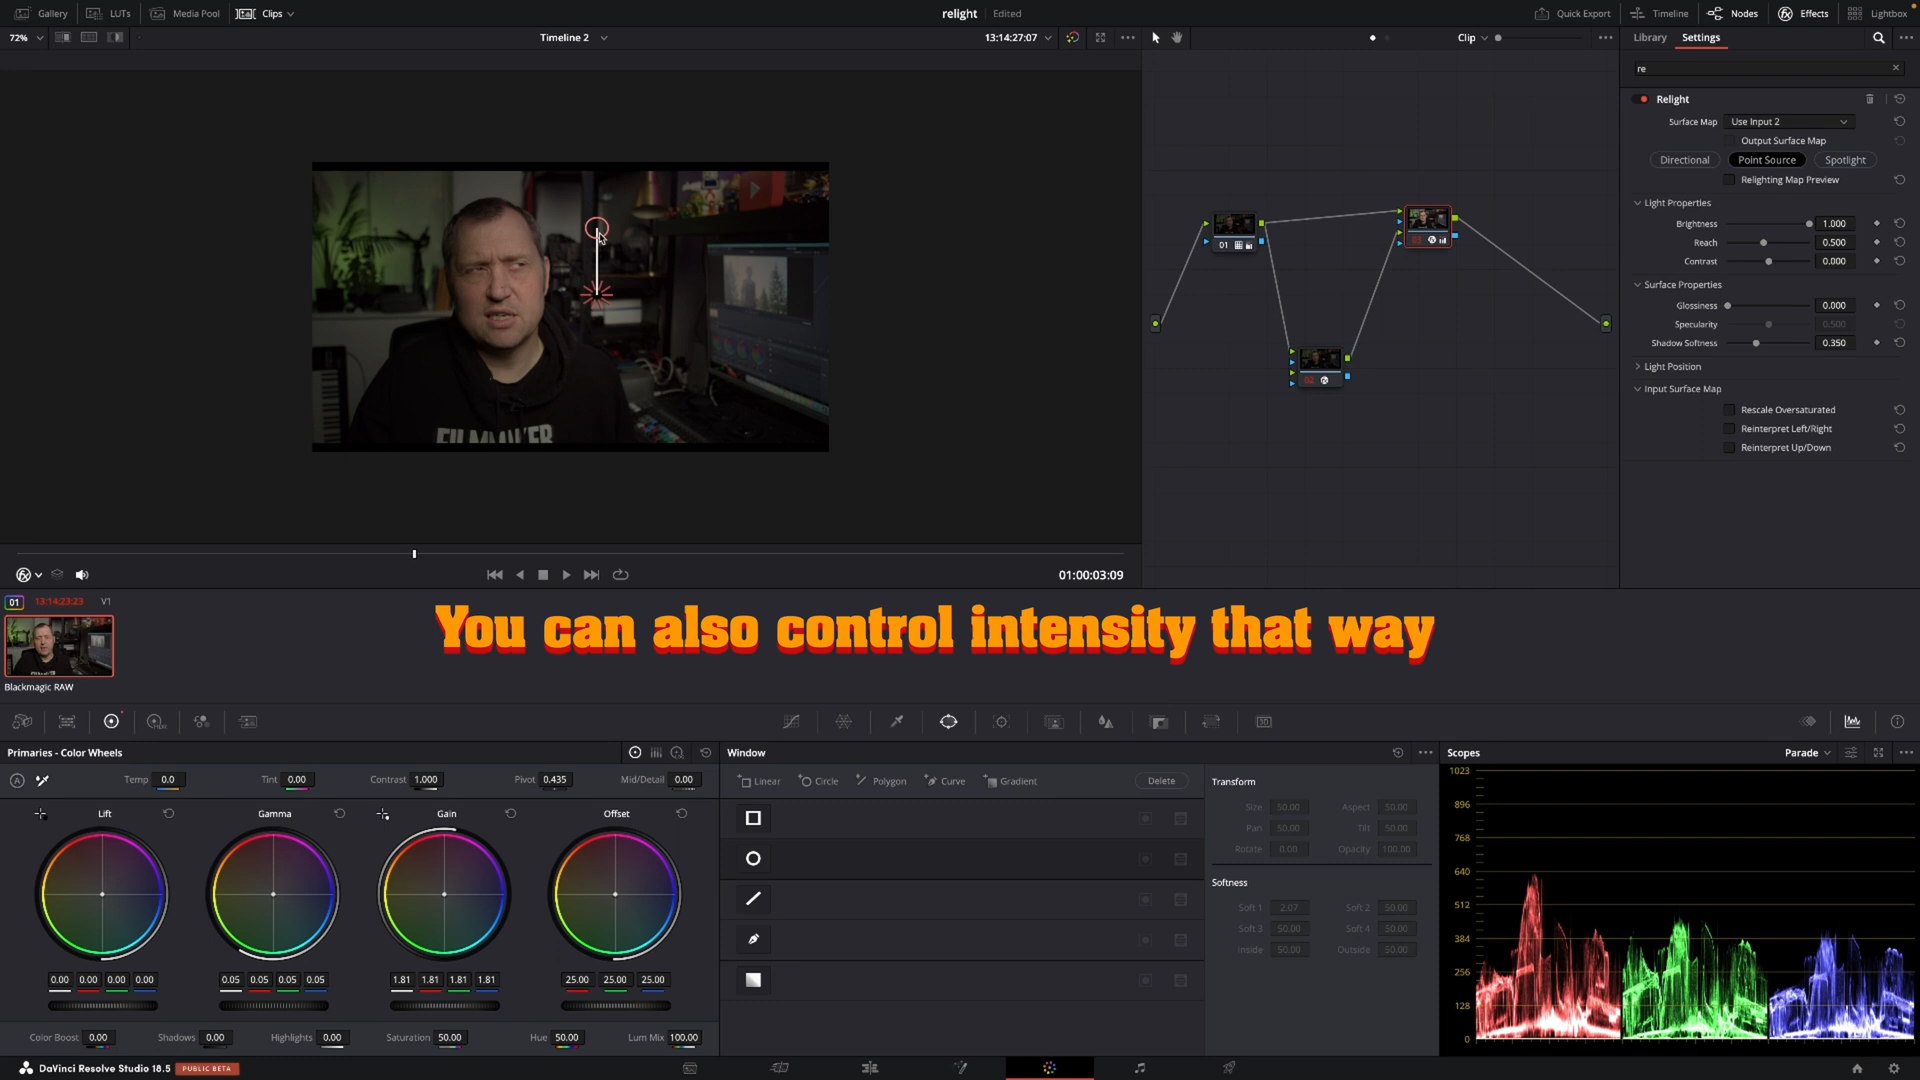 Gallery
LUTs
Media Pool
Clips
relight
Edited
Quick Export
Timeline
Nodes
Effects
Lightbox
72%
Timeline 2
13:14:27:07
Clip
Library
Settings
re
Relight
Surface Map
Use Input 2
Output Surface Map
Directional
Point Source
Spotlight
Relighting Map Preview
Light Properties
Brightness 1.000
Reach 0.500
Contrast 0.000
Surface Properties
Glossiness 0.000
Specularity 0.500
Shadow Softness 0.350
Light Position
Input Surface Map
Rescale Oversaturated
Reinterpret Left/Right
Reinterpret Up/Down
01
03
02
FILMMAKER
01:00:03:09
01 13:14:23:23 V1
Blackmagic RAW
You can also control intensity that way
HDR
3D
Primaries - Color Wheels
Window
Scopes
Parade
A
Temp 0.0
Tint 0.00
Contrast 1.000
Pivot 0.435
Mid/Detail 0.00
Linear
Circle
Polygon
Curve
Gradient
Delete
Transform
Size 50.00
Aspect 50.00
Pan 50.00
Tilt 50.00
Rotate 0.00
Opacity 100.00
Softness
Soft 1 2.07
Soft 2 50.00
Soft 3 50.00
Soft 4 50.00
Inside 50.00
Outside 50.00
Lift
Gamma
Gain
Offset
0.00 0.00 0.00 0.00
0.05 0.05 0.05 0.05
1.81 1.81 1.81 1.81
25.00 25.00 25.00
Color Boost 0.00
Shadows 0.00
Highlights 0.00
Saturation 50.00
Hue 50.00
Lum Mix 100.00
1023
896
768
640
512
384
256
128
0
DaVinci Resolve Studio 18.5
PUBLIC BETA